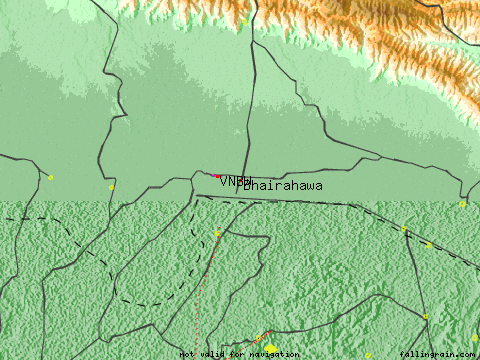 VNBW
Bhairahawa
not valid for navigation
fallingrain.com